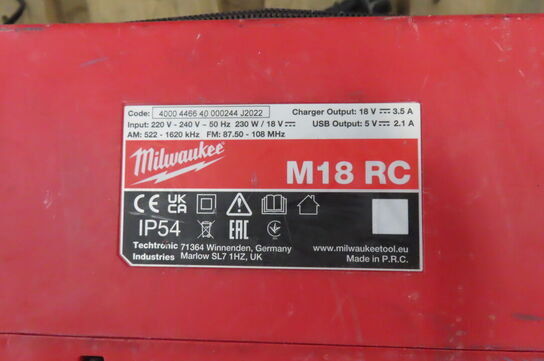 Code: 4000 4466 40 000244 J2022 Charger Output: 18 V ⎓ 3.5 A
Input: 220 V - 240 V ~ 50 Hz 230 W / 18 V ⎓ USB Output: 5 V ⎓ 2.1 A
AM: 522 - 1620 kHz FM: 87.50 - 108 MHz
Milwaukee
M18 RC
CE UK CA
IP54 EAC
Techtronic 71364 Winnenden, Germany www.milwaukeetool.eu
Industries Marlow SL7 1HZ, UK Made in P.R.C.